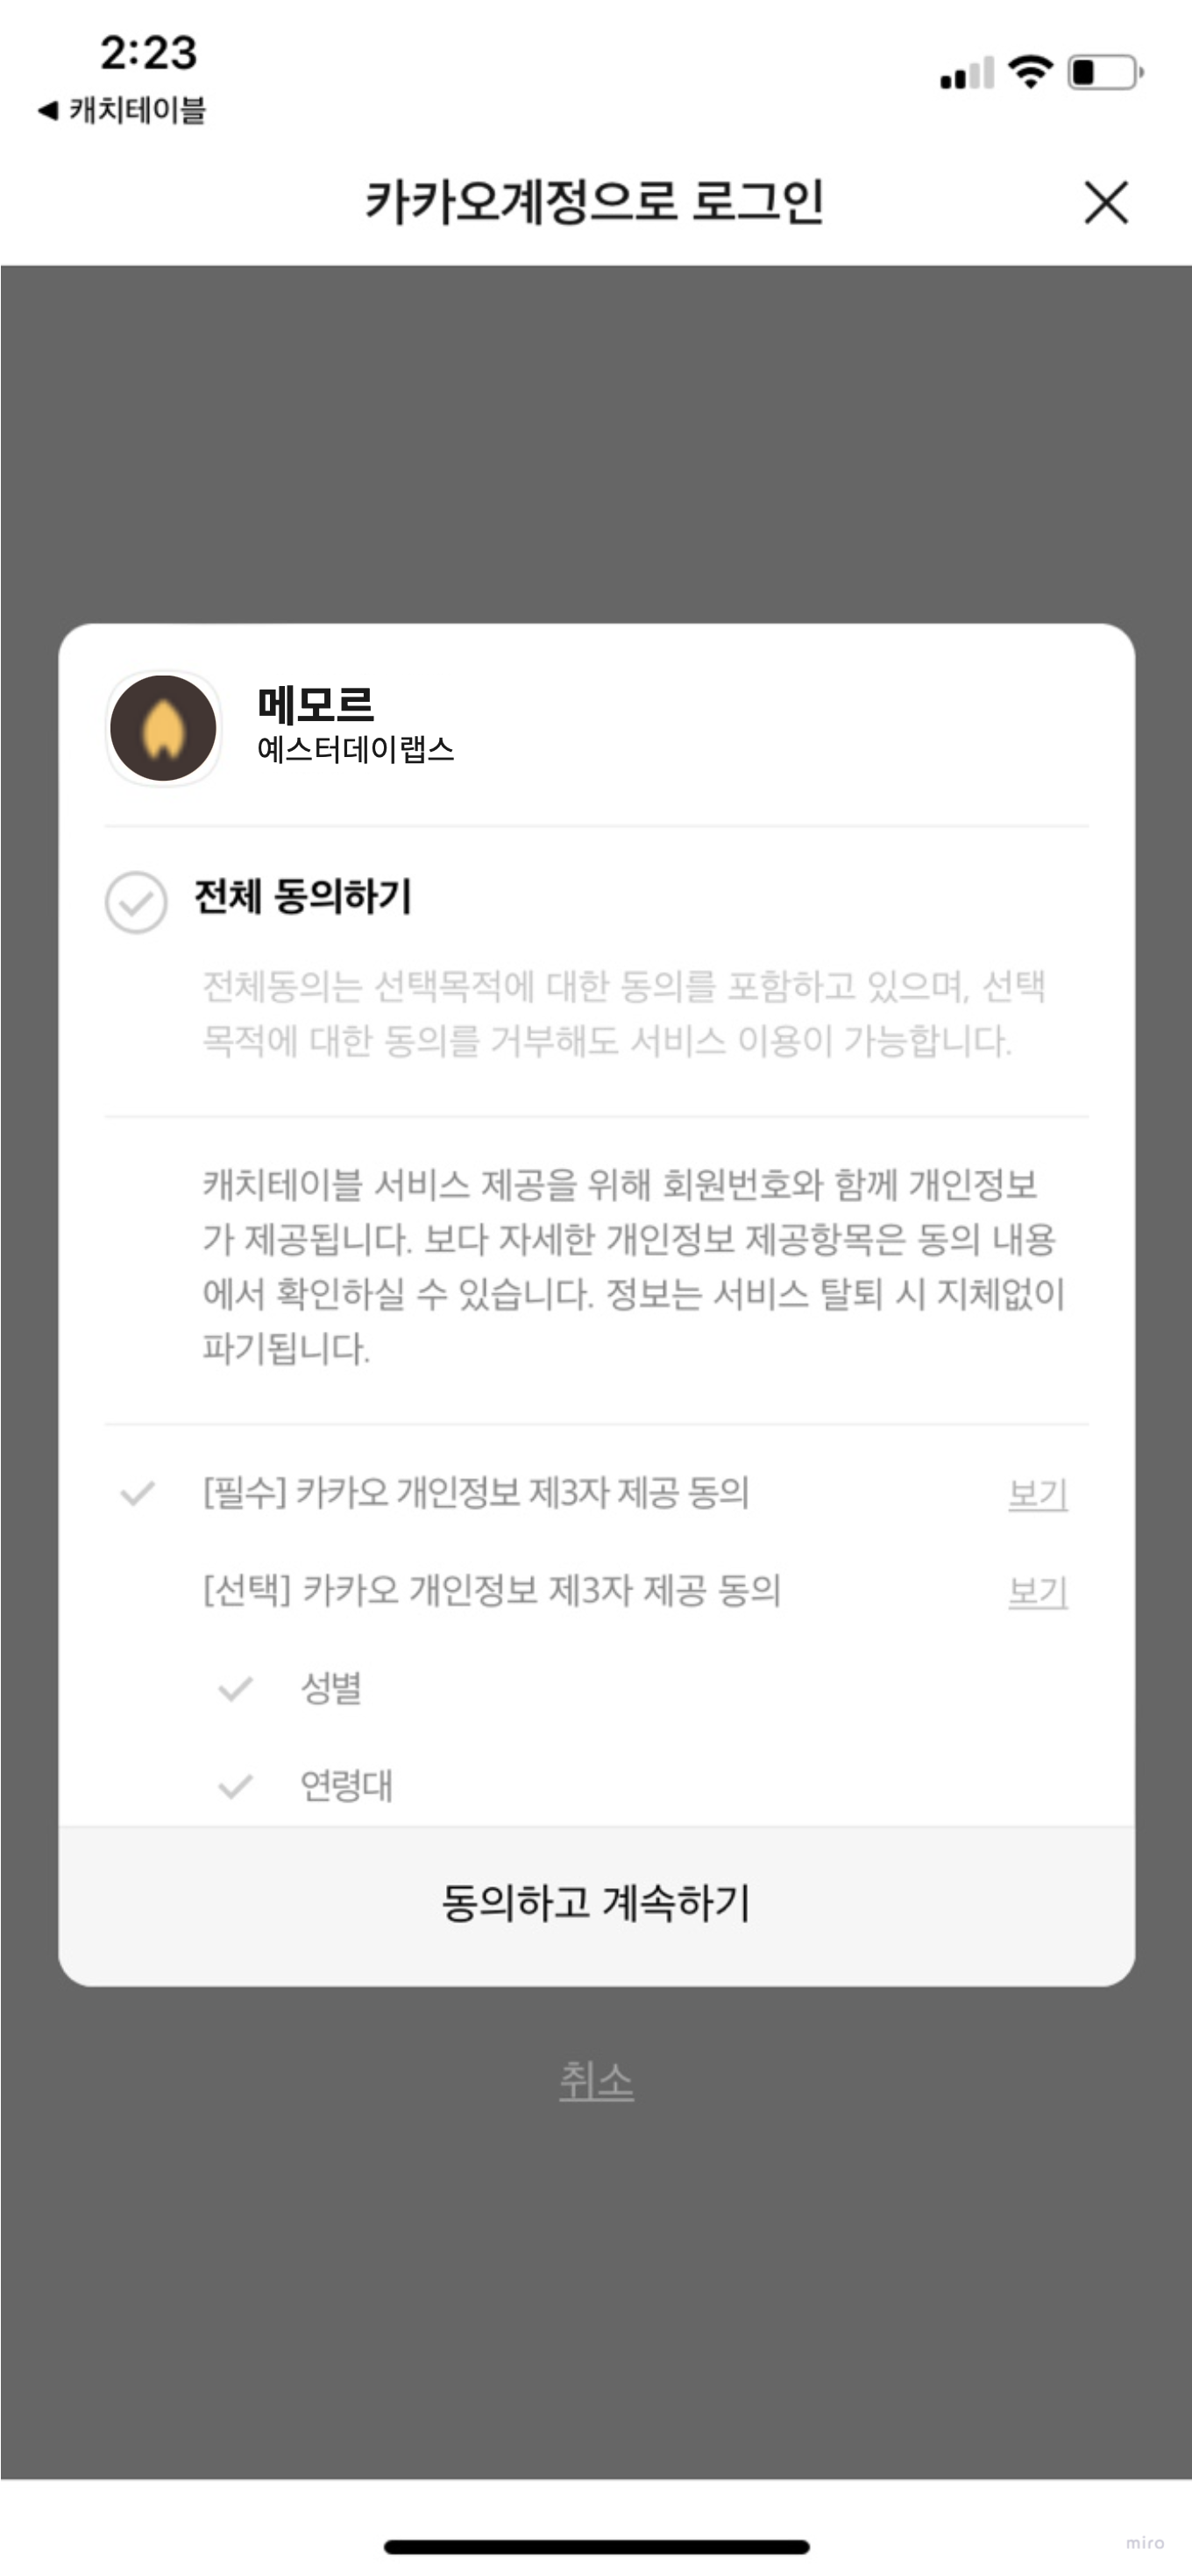 2:23
◀ 캐치테이블
카카오계정으로 로그인
메모르
예스터데이랩스
전체 동의하기
전체동의는 선택목적에 대한 동의를 포함하고 있으며, 선택
목적에 대한 동의를 거부해도 서비스 이용이 가능합니다.
캐치테이블 서비스 제공을 위해 회원번호와 함께 개인정보
가 제공됩니다. 보다 자세한 개인정보 제공항목은 동의 내용
에서 확인하실 수 있습니다. 정보는 서비스 탈퇴 시 지체없이
파기됩니다.
[필수] 카카오 개인정보 제3자 제공 동의 보기
[선택] 카카오 개인정보 제3자 제공 동의 보기
성별
연령대
동의하고 계속하기
취소
miro